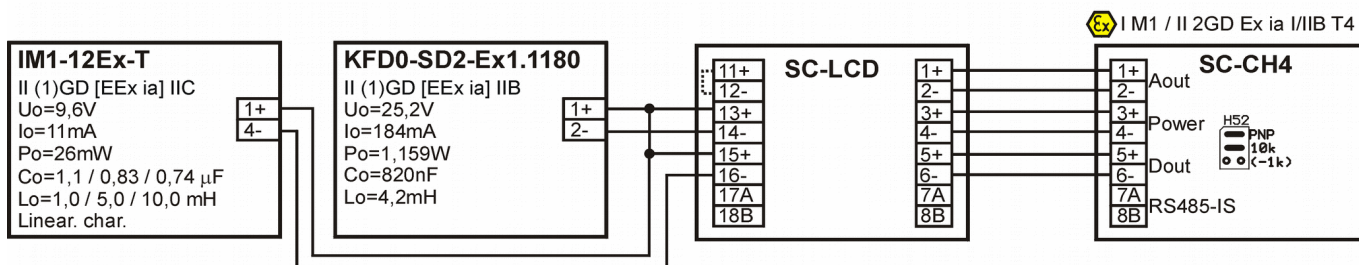 Ex I M1 / II 2GD Ex ia I/IIB T4
IM1-12Ex-T
II (1)GD [EEx ia] IIC
Uo=9,6V
Io=11mA
Po=26mW
Co=1,1 / 0,83 / 0,74 µF
Lo=1,0 / 5,0 / 10,0 mH
Linear. char.
1+
4-
KFD0-SD2-Ex1.1180
II (1)GD [EEx ia] IIB
Uo=25,2V
Io=184mA
Po=1,159W
Co=820nF
Lo=4,2mH
1+
2-
SC-LCD
11+
12-
13+
14-
15+
16-
17A
18B
1+
2-
3+
4-
5+
6-
7A
8B
SC-CH4
1+
2-
3+
4-
5+
6-
7A
8B
Aout
Power
Dout
RS485-IS
H52
PNP
10k
(-1k)